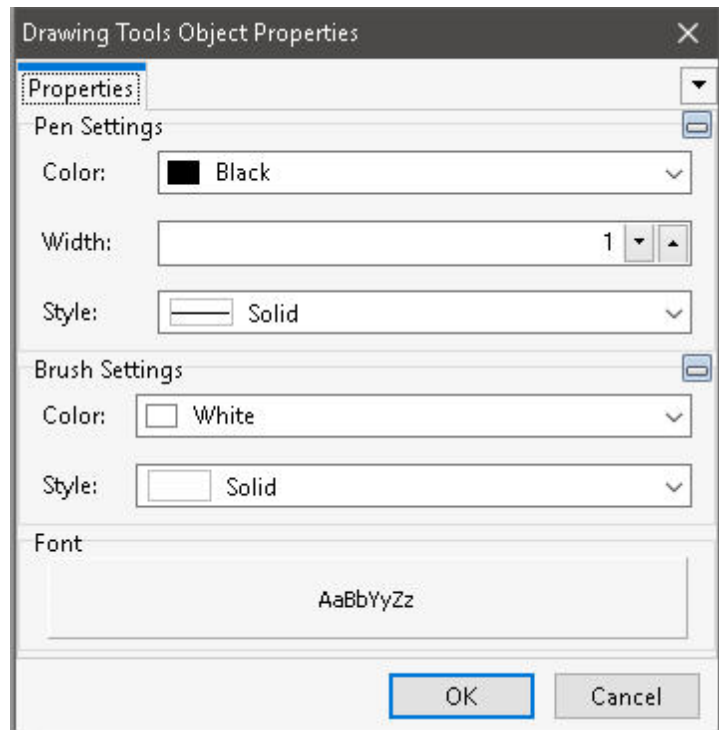 Drawing Tools Object Properties
Properties
Pen Settings
Color: Black
Width: 1
Style: Solid
Brush Settings
Color: White
Style: Solid
Font
AaBbYyZz
OK Cancel